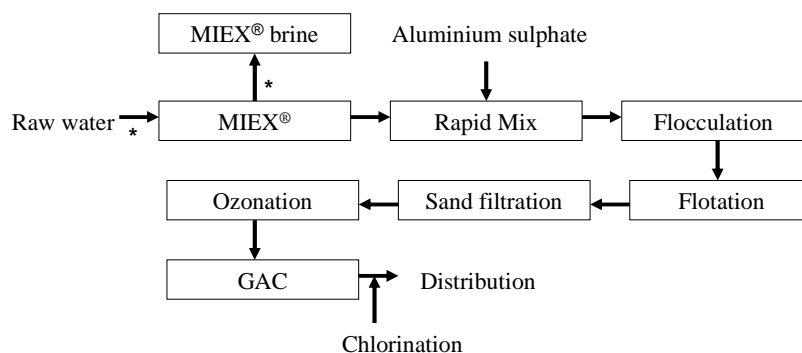 MIEX® brine
Aluminium sulphate
*
Raw water
*
MIEX®
Rapid Mix
Flocculation
Ozonation
Sand filtration
Flotation
GAC
Distribution
Chlorination